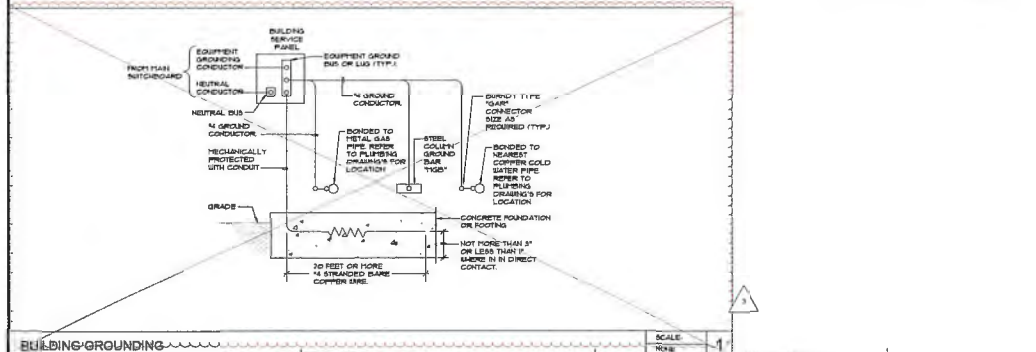 BUILDING
SERVICE
PANEL
EQUIPMENT
GROUNDING
CONDUCTOR
FROM MAIN
SWITCHBOARD
NEUTRAL
CONDUCTOR
EQUIPMENT GROUND
BUS OR LUG (TYP.)
NEUTRAL BUS
#4 GROUND
CONDUCTOR
#4 GROUND
CONDUCTOR
MECHANICALLY
PROTECTED
WITH CONDUIT
BONDED TO
METAL GAS
PIPE REFER
TO PLUMBING
DRAWING'S FOR
LOCATION
STEEL
COLUMN
GROUND
BAR
"MGB"
BURNDY TYPE
"GAR"
CONNECTOR
SIZE AS
REQUIRED (TYP.)
BONDED TO
NEAREST
COPPER COLD
WATER PIPE
REFER TO
PLUMBING
DRAWING'S FOR
LOCATION
GRADE
CONCRETE FOUNDATION
OR FOOTING
NOT MORE THAN 3"
OR LESS THAN 1"
WHERE IN IN DIRECT
CONTACT.
20 FEET OR MORE
#4 STRANDED BARE
COPPER WIRE.
3
BUILDING GROUNDING
SCALE:
1